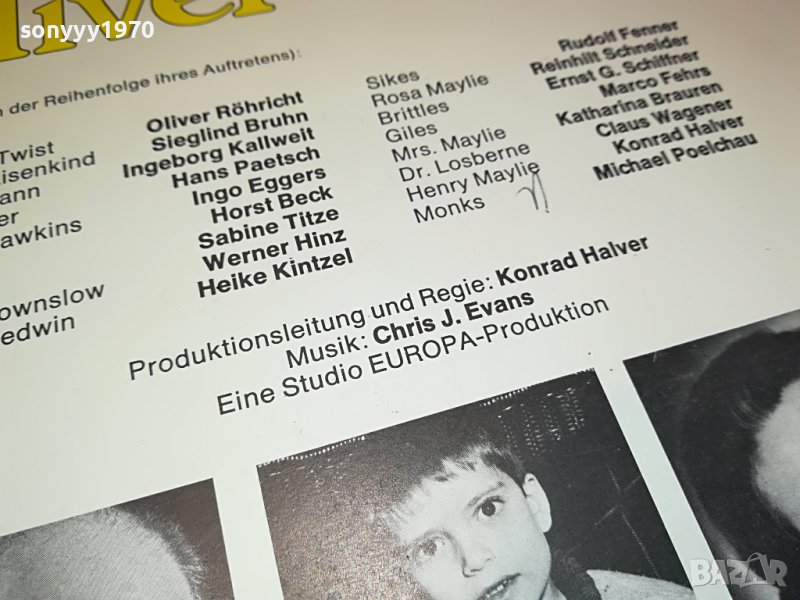 sonyyy1970
n der Reihenfolge ihres Auftretens):
Twist
isenkind
ann
er
awkins
ownslow
edwin
Oliver Röhricht
Sieglind Bruhn
Ingeborg Kallweit
Hans Paetsch
Ingo Eggers
Horst Beck
Sabine Titze
Werner Hinz
Heike Kintzel
Sikes
Rosa Maylie
Brittles
Giles
Mrs. Maylie
Dr. Losberne
Henry Maylie
Monks
Rudolf Fenner
Reinhilt Schneider
Ernst G. Schiffner
Marco Fehrs
Katharina Brauren
Claus Wagener
Konrad Halver
Michael Poelchau
Produktionsleitung und Regie: Konrad Halver
Musik: Chris J. Evans
Eine Studio EUROPA-Produktion
BAZAR